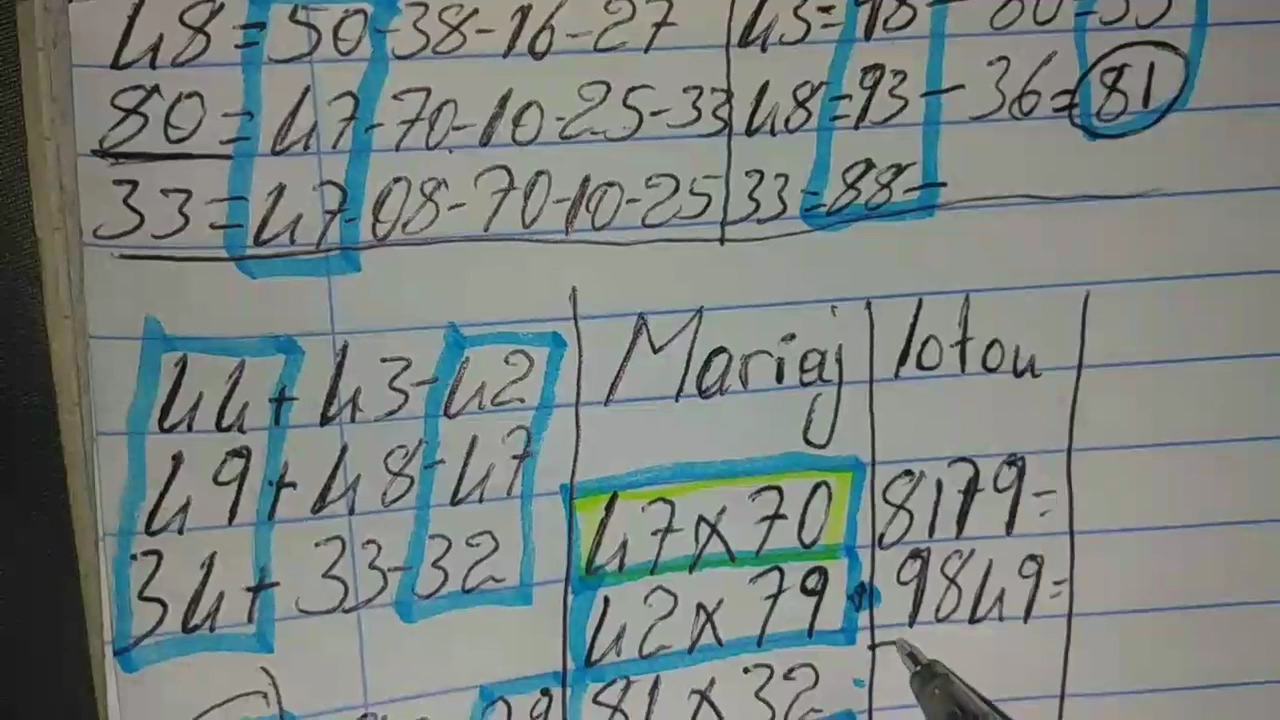 48=50-38-16-27
80=47-70-10-25-33
33=47-08-70-10-25
48=93-36=81
33=88-
44+43-42
49+48-47
34+33-32
Mariaj
47x70
42x79
81x32
lotou
8179=
9849=